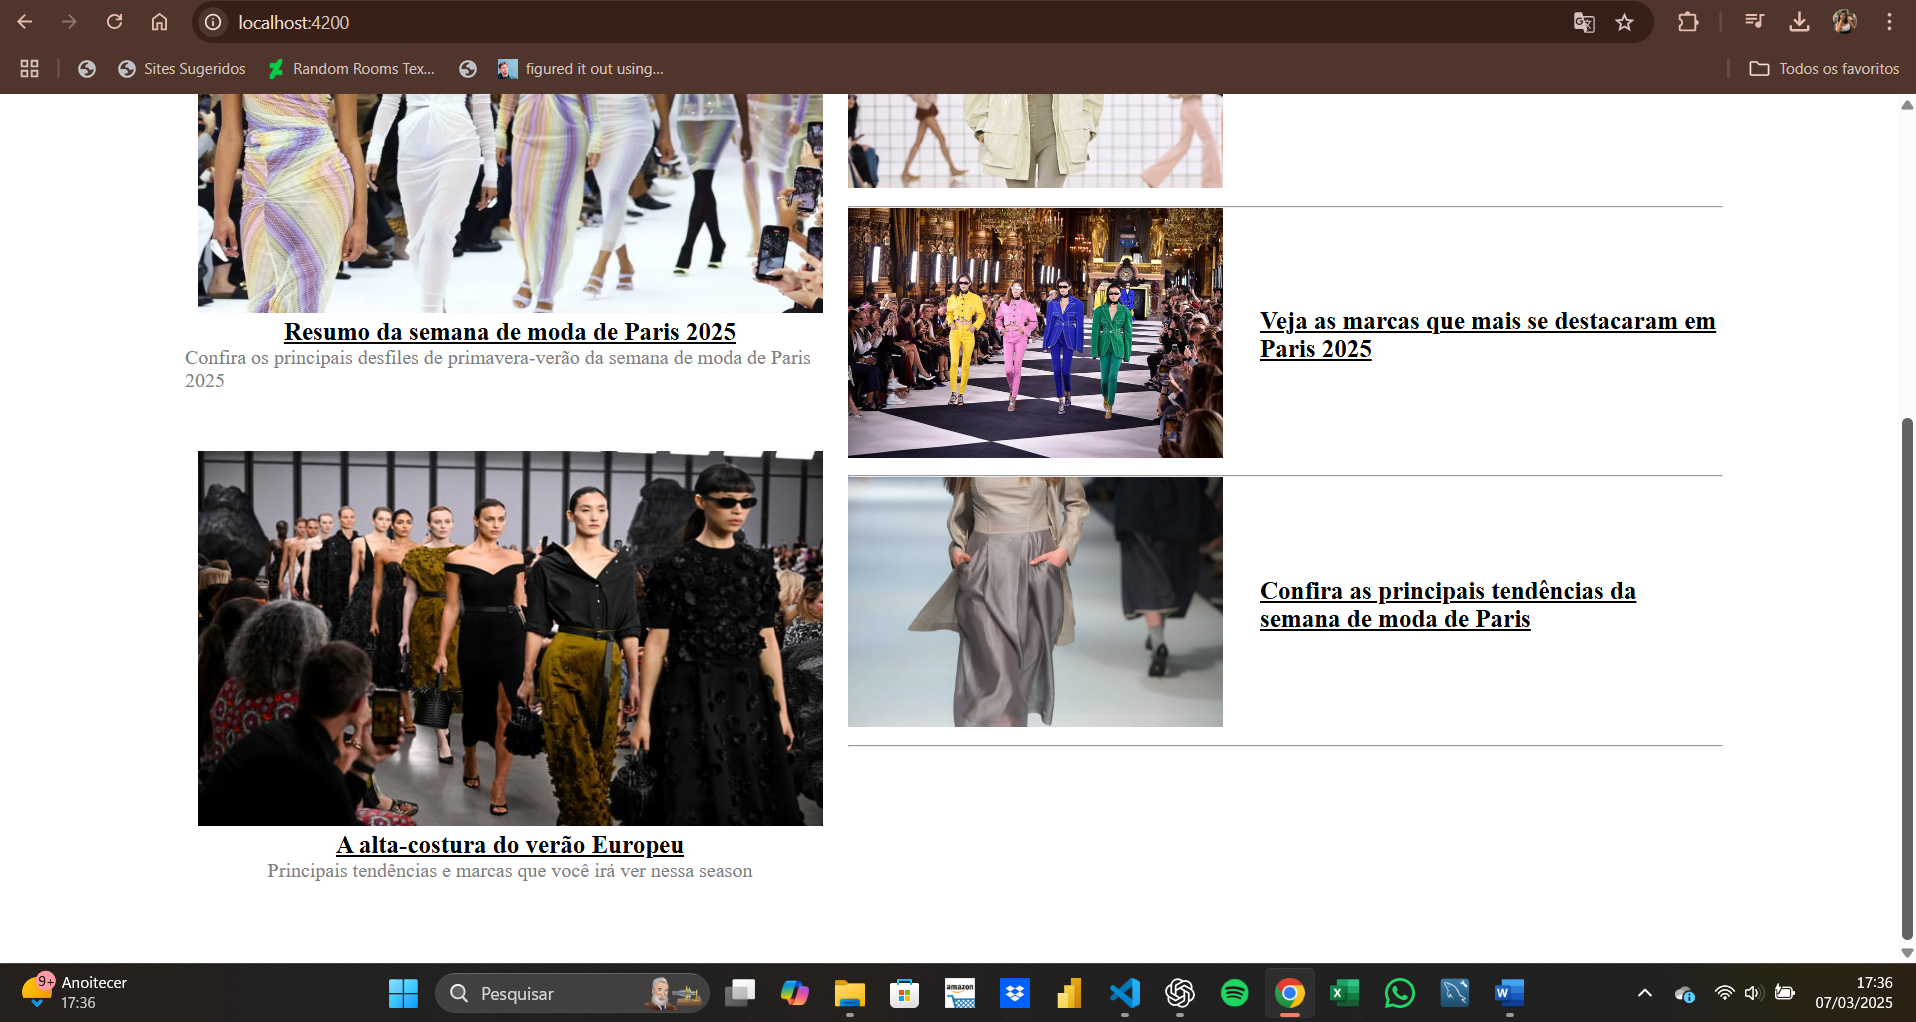 localhost:4200
Sites Sugeridos
Random Rooms Tex...
figured it out using...
Todos os favoritos
Resumo da semana de moda de Paris 2025
Confira os principais desfiles de primavera-verão da semana de moda de Paris
2025
A alta-costura do verão Europeu
Principais tendências e marcas que você irá ver nessa season
Veja as marcas que mais se destacaram em
Paris 2025
Confira as principais tendências da
semana de moda de Paris
9+
Anoitecer
17:36
Pesquisar
amazon
17:36
07/03/2025